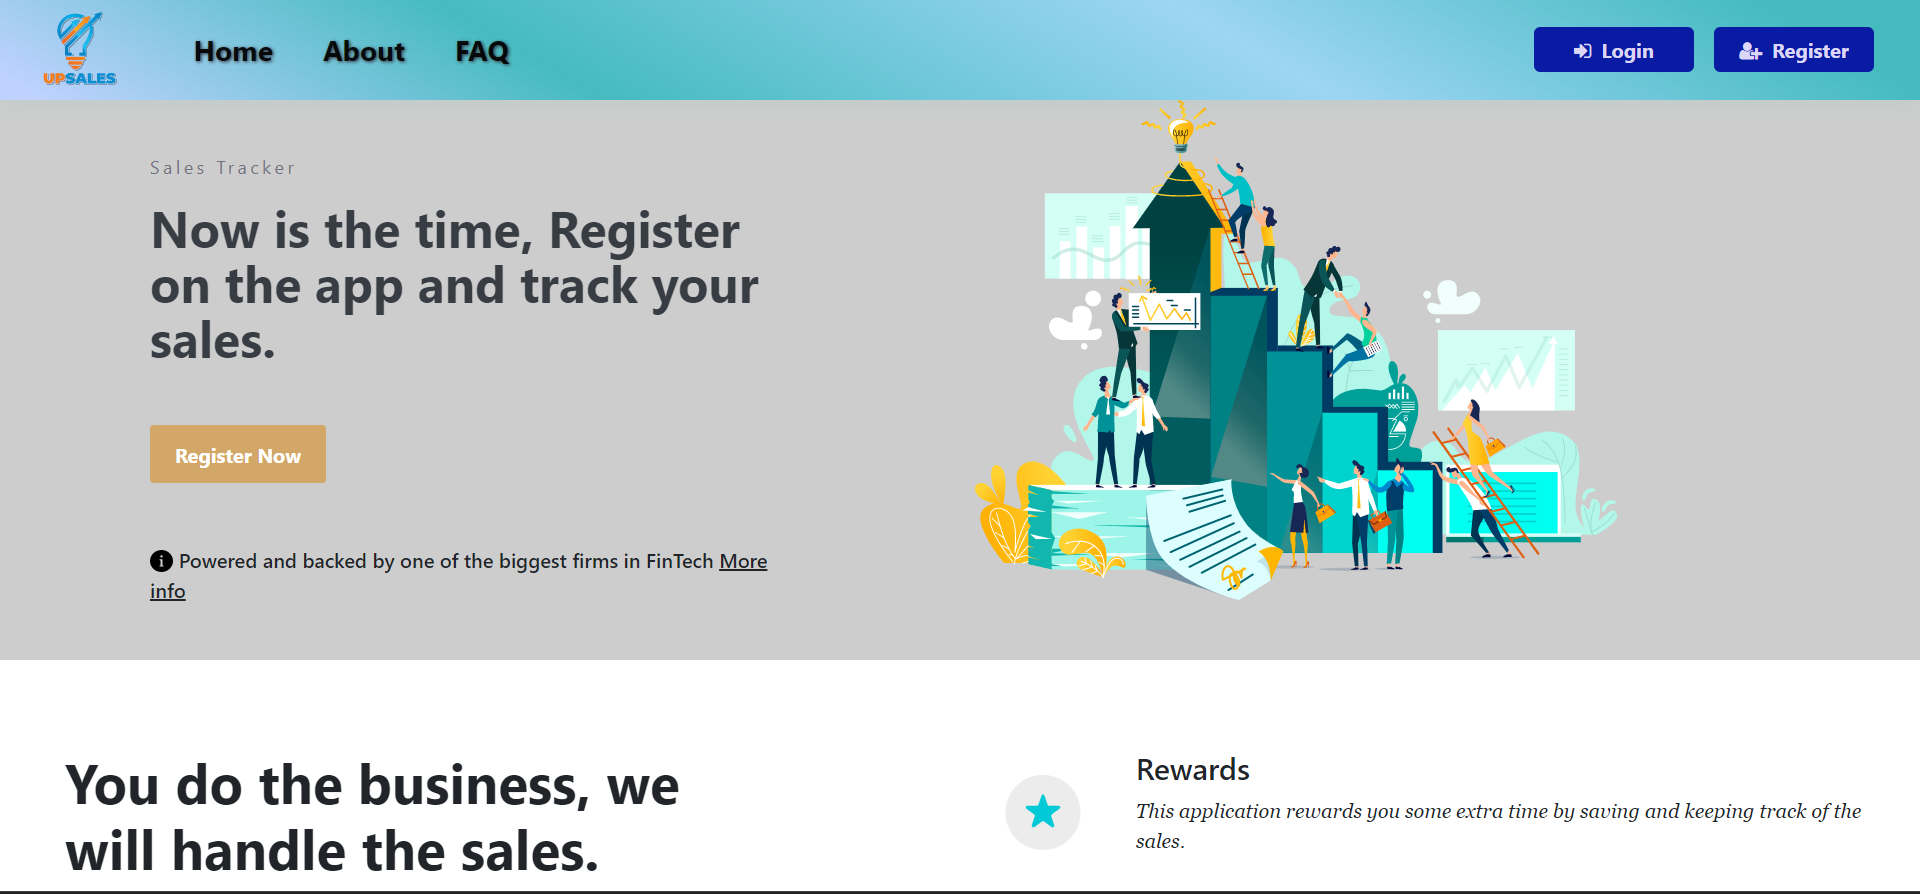 UPSALES
Home
About
FAQ
Login
Register
Sales Tracker
Now is the time, Register
on the app and track your
sales.
Register Now
Powered and backed by one of the biggest firms in FinTech More
info
You do the business, we
will handle the sales.
Rewards
This application rewards you some extra time by saving and keeping track of the
sales.